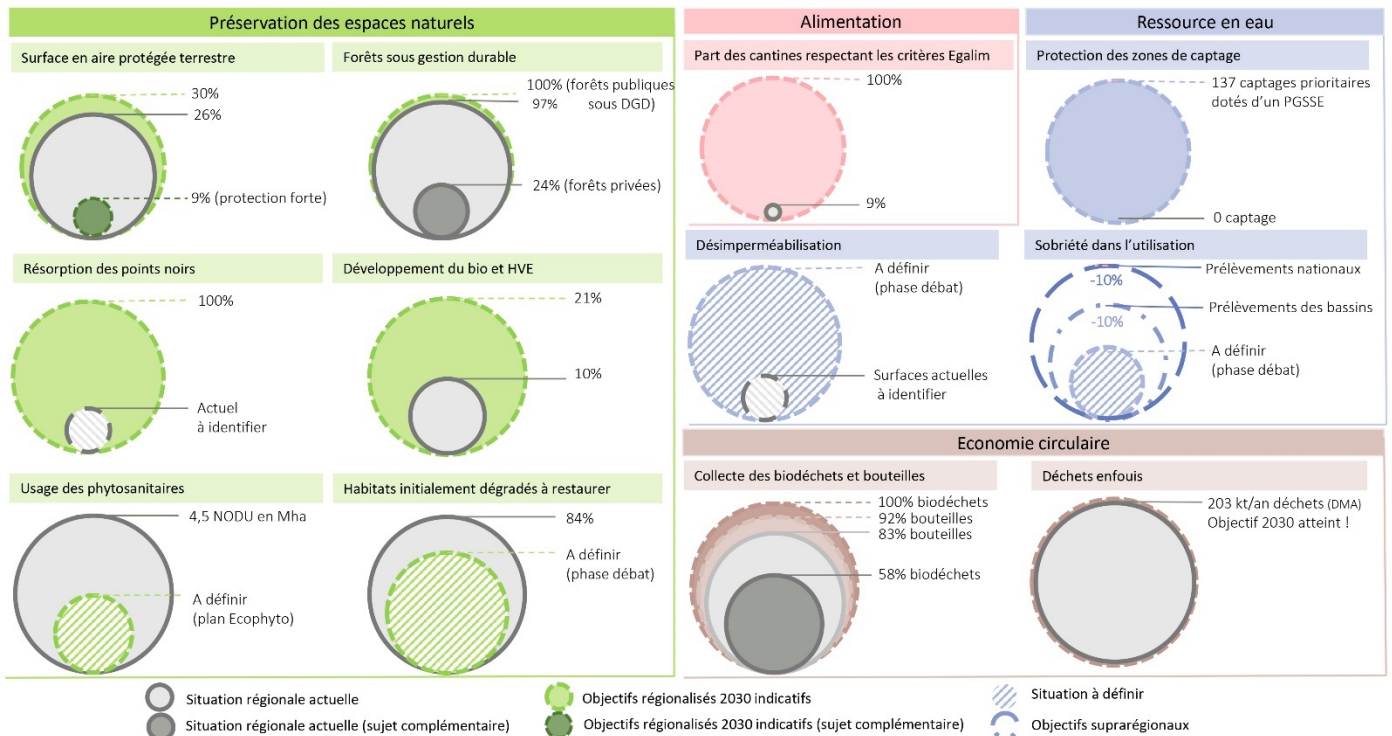 Préservation des espaces naturels
Surface en aire protégée terrestre
30%
26%
9% (protection forte)
Forêts sous gestion durable
100% (forêts publiques
97% sous DGD)
24% (forêts privées)
Résorption des points noirs
100%
Actuel
à identifier
Développement du bio et HVE
21%
10%
Usage des phytosanitaires
4,5 NODU en Mha
A définir
(plan Ecophyto)
Habitats initialement dégradés à restaurer
84%
A définir
(phase débat)
Alimentation
Part des cantines respectant les critères Egalim
100%
9%
Ressource en eau
Protection des zones de captage
137 captages prioritaires
dotés d'un PGSSE
0 captage
Désimperméabilisation
A définir
(phase débat)
Surfaces actuelles
à identifier
Sobriété dans l'utilisation
Prélèvements nationaux
-10%
Prélèvements des bassins
-10%
A définir
(phase débat)
Economie circulaire
Collecte des biodéchets et bouteilles
100% biodéchets
92% bouteilles
83% bouteilles
58% biodéchets
Déchets enfouis
203 kt/an déchets (DMA)
Objectif 2030 atteint !
Situation régionale actuelle
Situation régionale actuelle (sujet complémentaire)
Objectifs régionalisés 2030 indicatifs
Objectifs régionalisés 2030 indicatifs (sujet complémentaire)
Situation à définir
Objectifs suprarégionaux